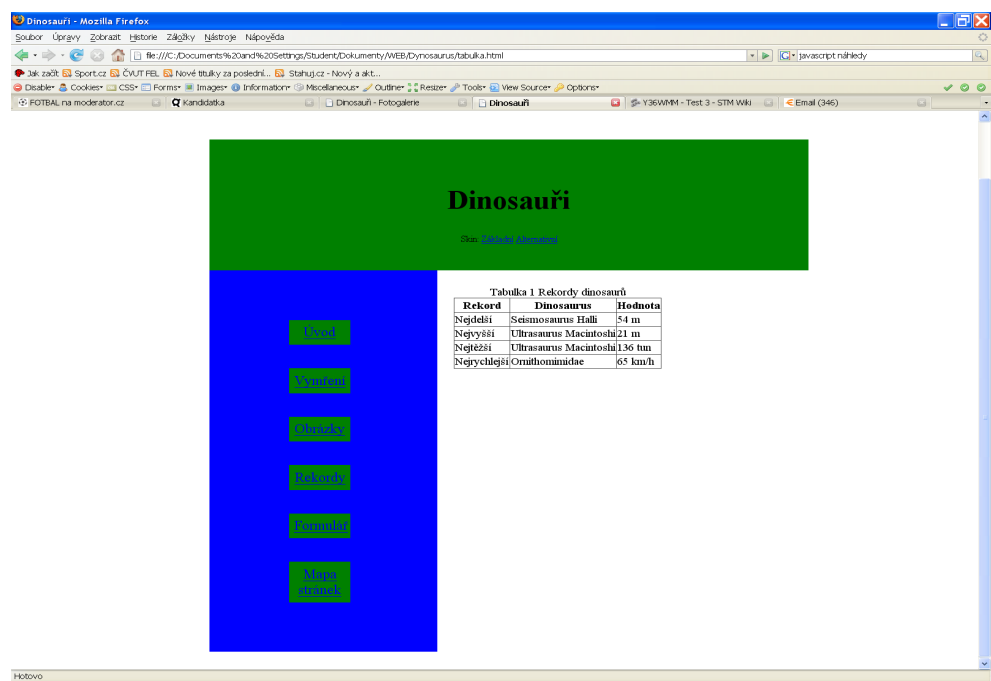 Dinosauři - Mozilla Firefox
Soubor Úpravy Zobrazit Historie Záložky Nástroje Nápověda
file:///C:/Documents%20and%20Settings/Student/Dokumenty/WEB/Dynosaurus/tabulka.html javascript náhledy
Jak začít Sport.cz ČVUT FEL Nové titulky za poslední... Stahuj.cz - Nový a akt...
Disable Cookies CSS Forms Images Information Miscellaneous Outline Resize Tools View Source Options
FOTBAL na moderator.cz Kandidatka Dinosauři - Fotogalerie Dinosauři Y36WMM - Test 3 - STM Wiki Email (346)
Dinosauři
Skin: Základní Alternativní
Tabulka 1 Rekordy dinosaurů
Rekord Dinosaurus Hodnota
Nejdelší Seismosaurus Halli 54 m
Nejvyšší Ultrasaurus Macintoshi 21 m
Nejtěžší Ultrasaurus Macintoshi 136 tun
Nejrychlejší Ornithomimidae 65 km/h
Úvod
Vymření
Obrázky
Rekordy
Formulář
Mapa
stránek
Hotovo